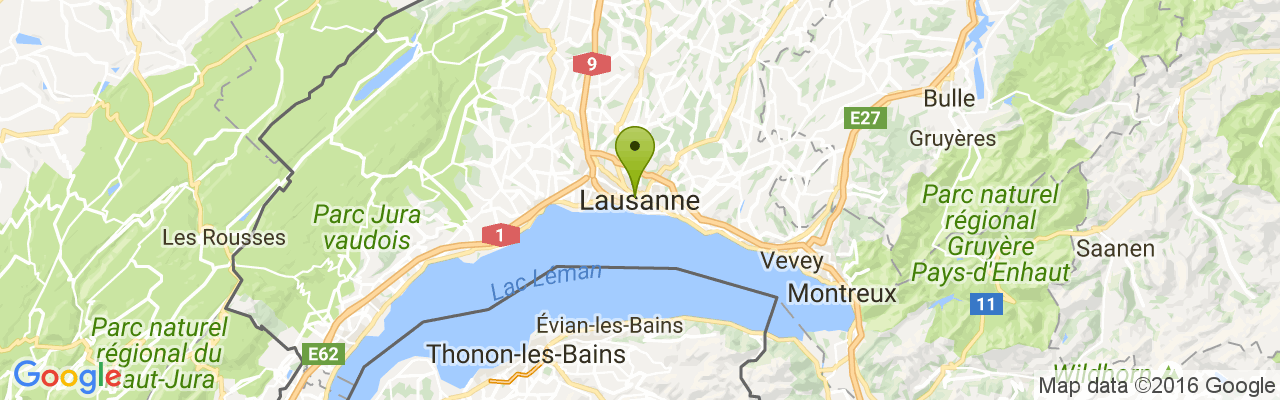 9
Bulle
E27
Gruyères
Lausanne
Parc Jura
vaudois
Les Rousses
1
Parc naturel
régional
Gruyère
Pays-d'Enhaut
Saanen
Vevey
Lac Léman
Montreux
11
Évian-les-Bains
Parc naturel
régional du
Haut-Jura
E62
Thonon-les-Bains
Wildhorn
Google
Map data ©2016 Google